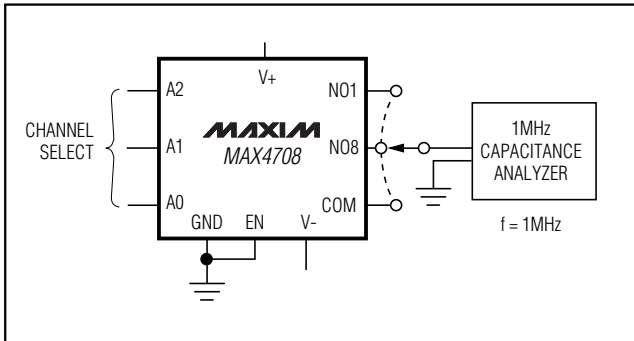 V+
A2
NO1
CHANNEL
SELECT
A1
MAXIM
MAX4708
NO8
1MHz
CAPACITANCE
ANALYZER
A0
COM
GND
EN
V-
f = 1MHz